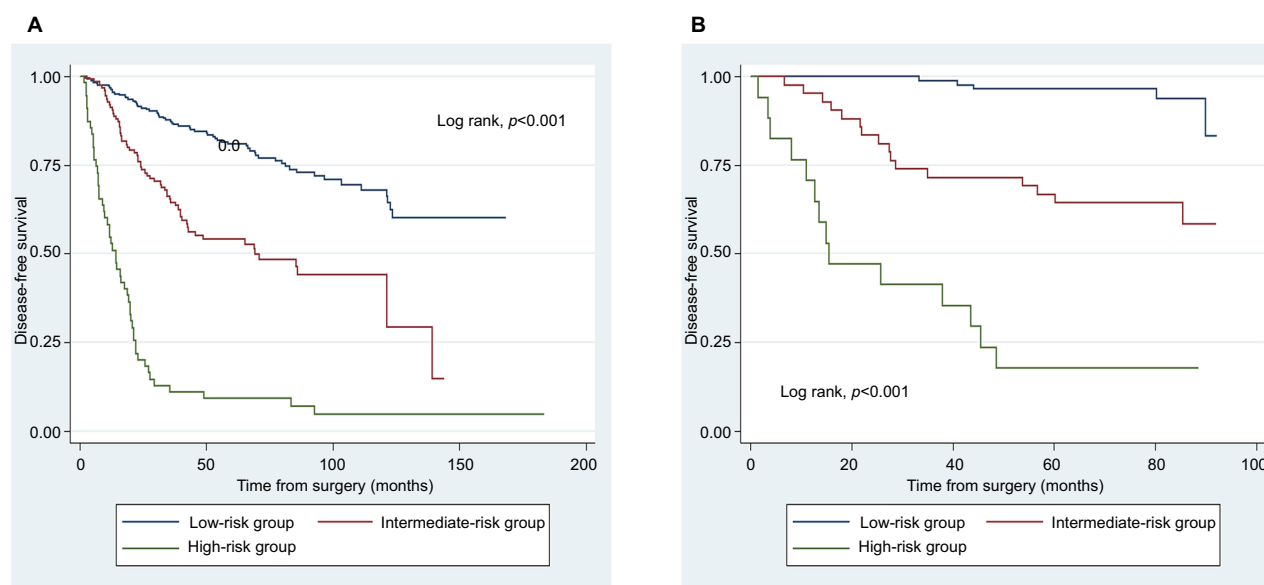 A
1.00
0.75
0.50
0.25
0.00
Disease-free survival
Log rank, p<0.001
0.0
0 50 100 150 200
Time from surgery (months)
Low-risk group Intermediate-risk group
High-risk group
B
1.00
0.75
0.50
0.25
0.00
Disease-free survival
Log rank, p<0.001
0 20 40 60 80 100
Time from surgery (months)
Low-risk group Intermediate-risk group
High-risk group